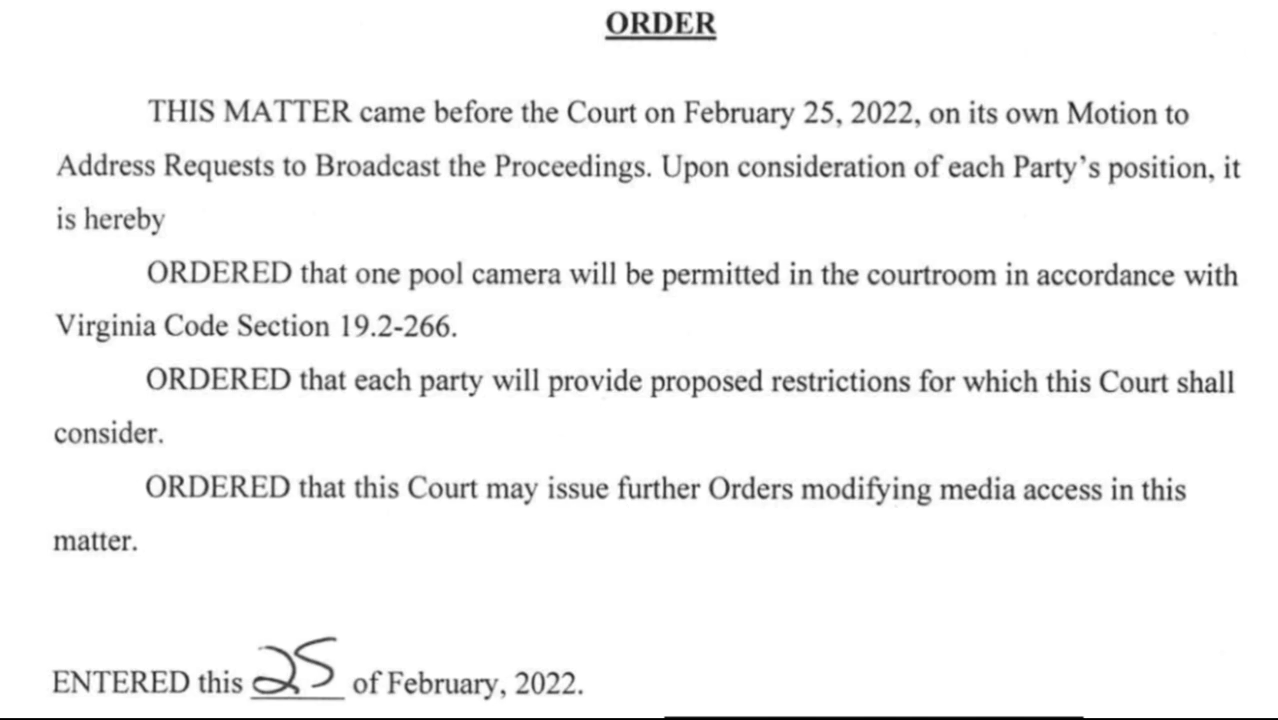 ORDER
THIS MATTER came before the Court on February 25, 2022, on its own Motion to
Address Requests to Broadcast the Proceedings. Upon consideration of each Party's position, it
is hereby
ORDERED that one pool camera will be permitted in the courtroom in accordance with
Virginia Code Section 19.2-266.
ORDERED that each party will provide proposed restrictions for which this Court shall
consider.
ORDERED that this Court may issue further Orders modifying media access in this
matter.
ENTERED this 25 of February, 2022.